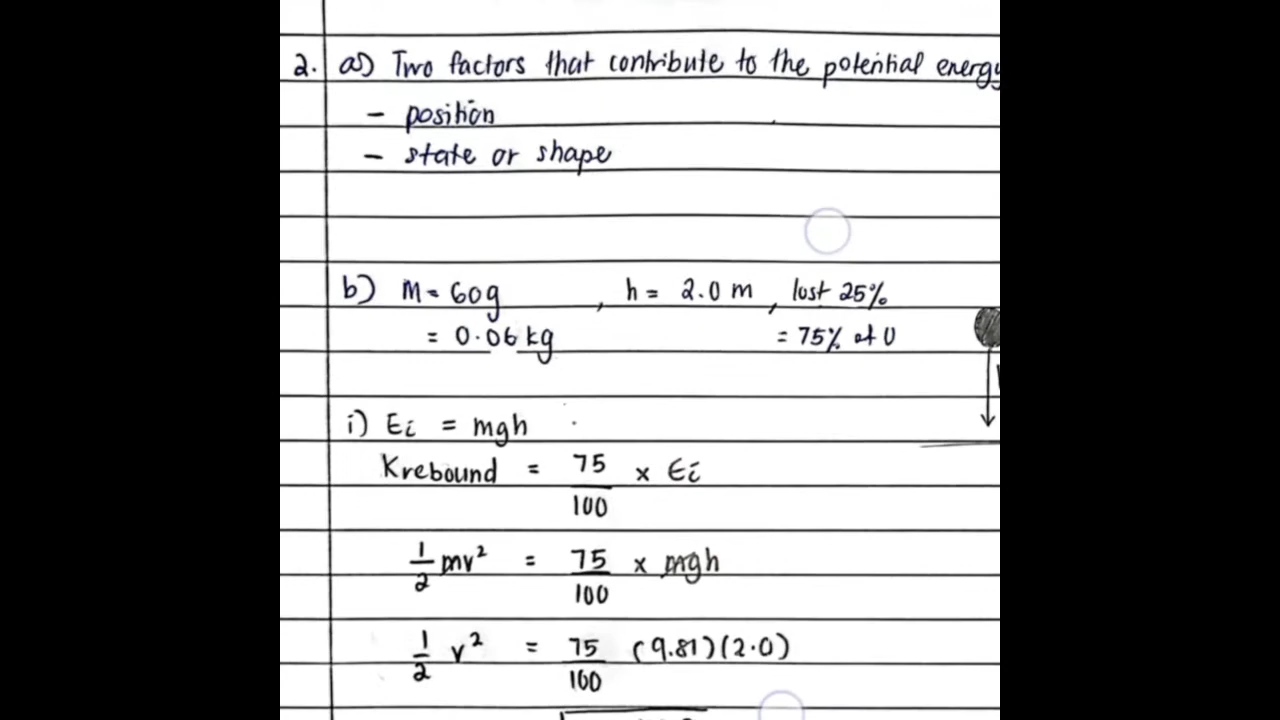 2. a) Two factors that contribute to the potential energy
- position
- state or shape
b) M = 60g , h = 2.0 m , lost 25%
= 0.06 kg = 75% of U
i) Ei = mgh
Krebound = 75/100 × Ei
1/2 mv² = 75/100 × mgh
1/2 v² = 75/100 (9.81)(2.0)